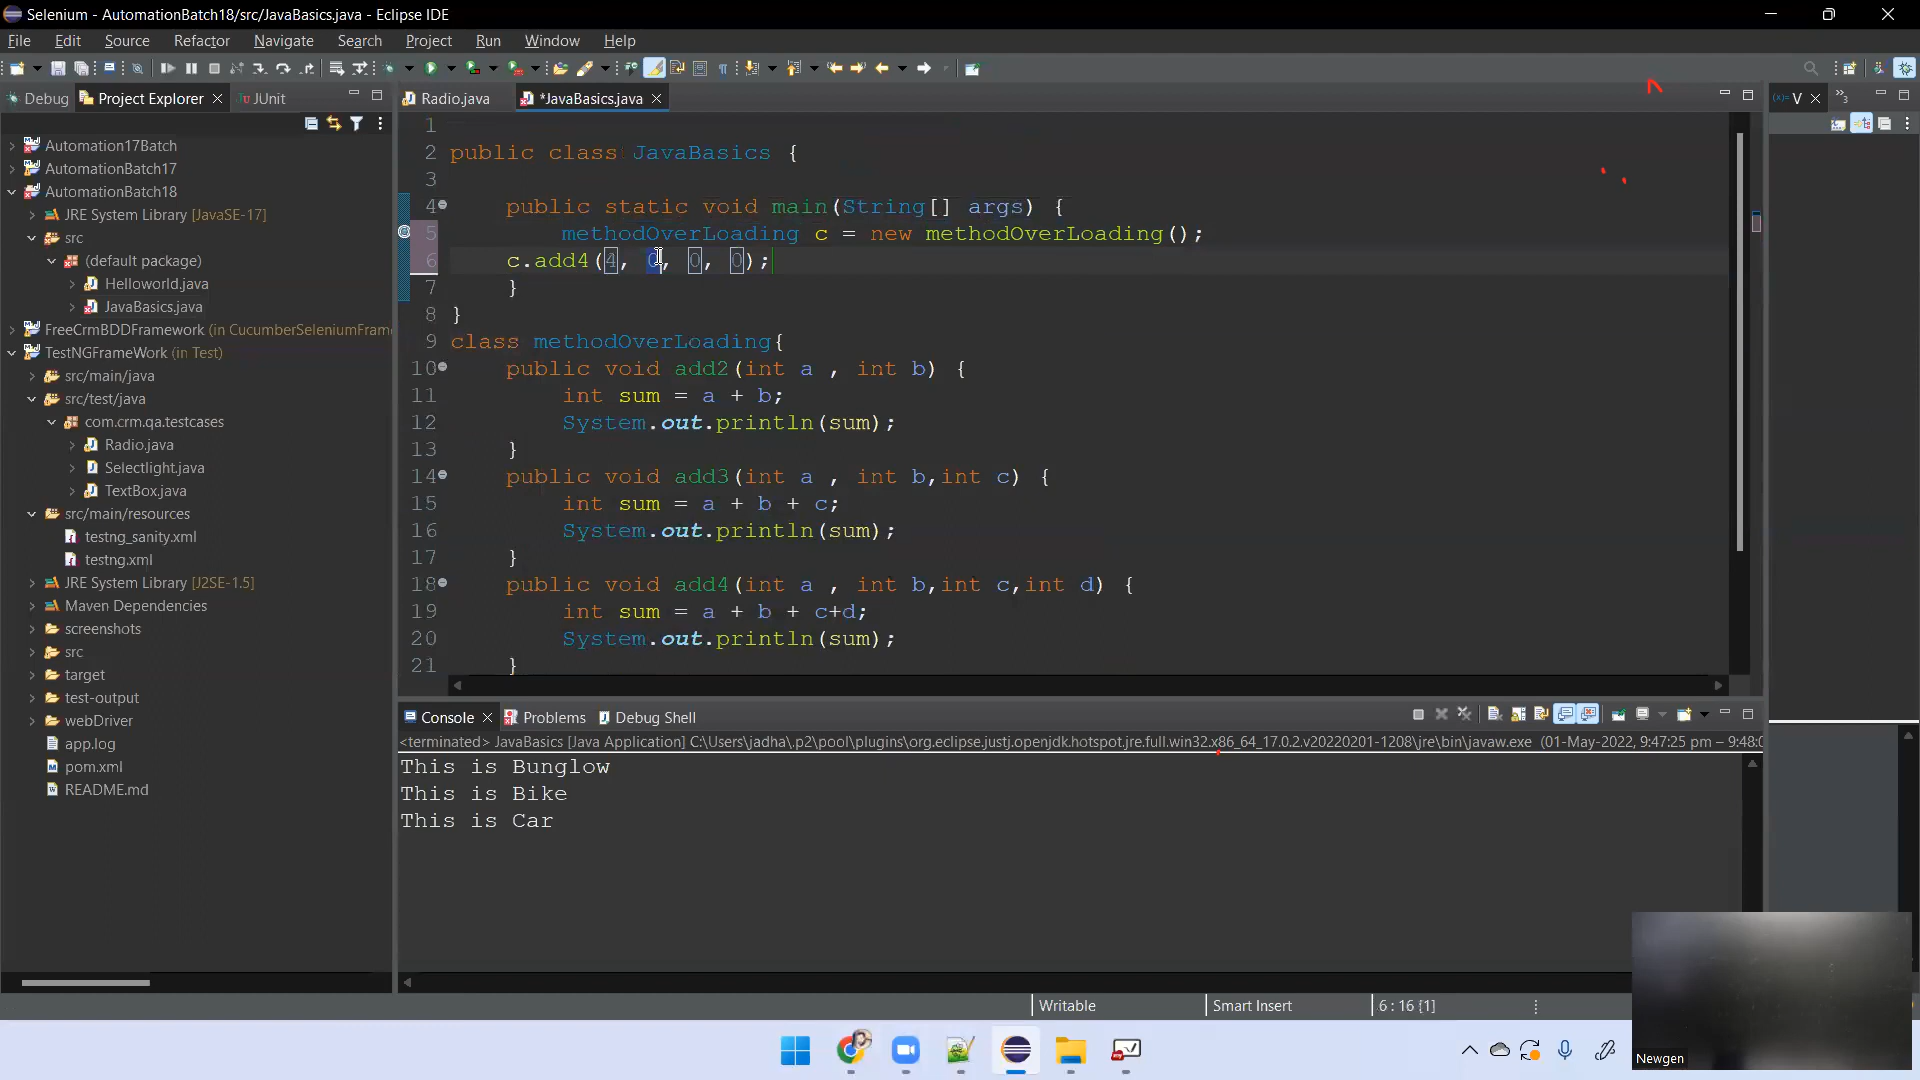 Selenium - AutomationBatch18/src/JavaBasics.java - Eclipse IDE
File Edit Source Refactor Navigate Search Project Run Window Help
Debug Project Explorer JUnit
Radio.java *JavaBasics.java
V
3
Automation17Batch
AutomationBatch17
AutomationBatch18
JRE System Library [JavaSE-17]
src
(default package)
Helloworld.java
JavaBasics.java
FreeCrmBDDFramework (in CucumberSeleniumFram
TestNGFrameWork (in Test)
src/main/java
src/test/java
com.crm.qa.testcases
Radio.java
Selectlight.java
TextBox.java
src/main/resources
testng_sanity.xml
testng.xml
JRE System Library [J2SE-1.5]
Maven Dependencies
screenshots
src
target
test-output
webDriver
app.log
pom.xml
README.md
1
2 public class JavaBasics {
3
4 public static void main(String[] args) {
5 methodOverLoading c = new methodOverLoading();
6 c.add4(4, 0, 0, 0);
7 }
8 }
9 class methodOverLoading{
10 public void add2(int a , int b) {
11 int sum = a + b;
12 System.out.println(sum);
13 }
14 public void add3(int a , int b,int c) {
15 int sum = a + b + c;
16 System.out.println(sum);
17 }
18 public void add4(int a , int b,int c,int d) {
19 int sum = a + b + c+d;
20 System.out.println(sum);
21 }
Console Problems Debug Shell
<terminated> JavaBasics [Java Application] C:\Users\jadha\.p2\pool\plugins\org.eclipse.justj.openjdk.hotspot.jre.full.win32.x86_64_17.0.2.v20220201-1208\jre\bin\javaw.exe (01-May-2022, 9:47:25 pm – 9:48:0
This is Bunglow
This is Bike
This is Car
Writable Smart Insert 6 : 16 [1]
Newgen